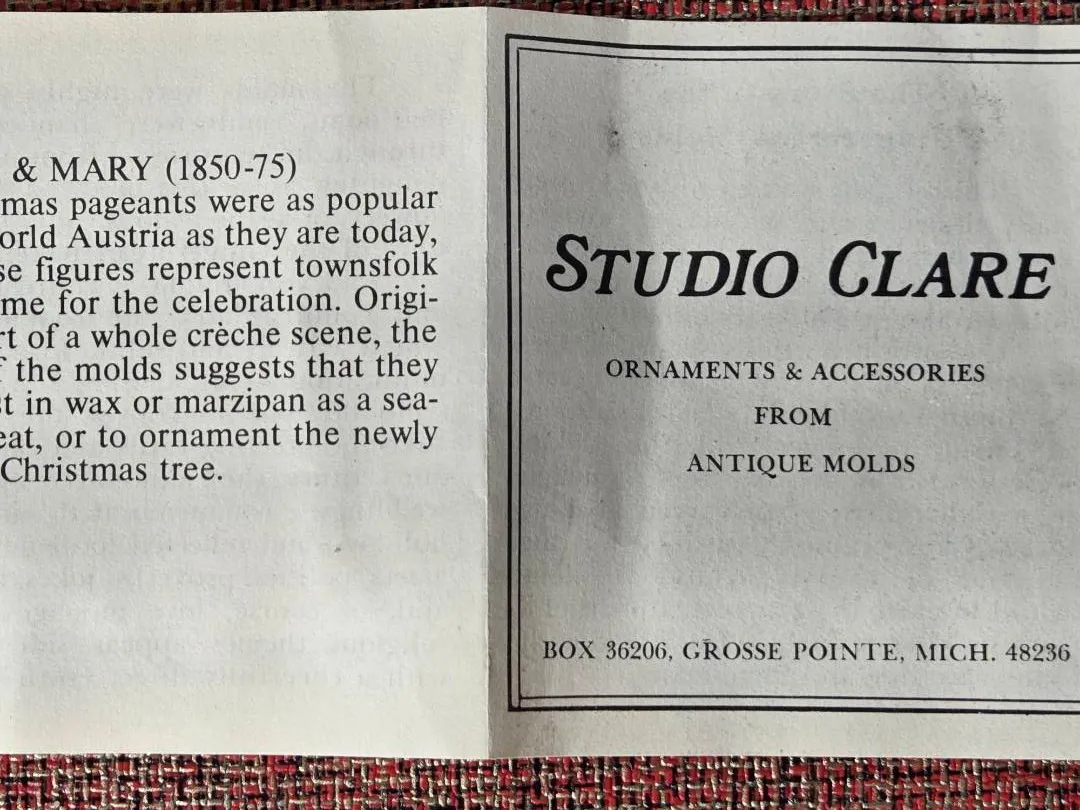 & MARY (1850-75)
mas pageants were as popular
orld Austria as they are today,
se figures represent townsfolk
me for the celebration. Origi-
rt of a whole crèche scene, the
f the molds suggests that they
t in wax or marzipan as a sea-
eat, or to ornament the newly
Christmas tree.
STUDIO CLARE
ORNAMENTS & ACCESSORIES
FROM
ANTIQUE MOLDS
BOX 36206, GROSSE POINTE, MICH. 48236